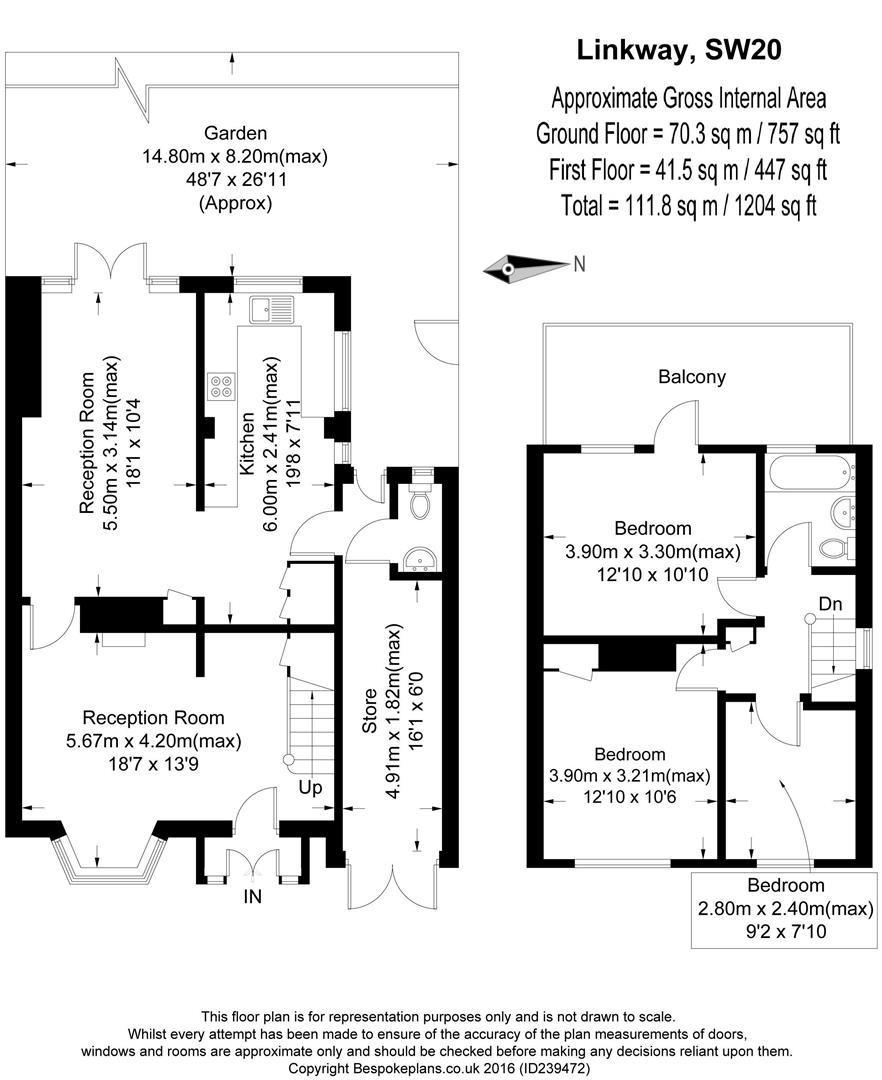 Linkway, SW20
Approximate Gross Internal Area
Ground Floor = 70.3 sq m / 757 sq ft
First Floor = 41.5 sq m / 447 sq ft
Total = 111.8 sq m / 1204 sq ft
N
Garden
14.80m x 8.20m(max)
48'7 x 26'11
(Approx)
Reception Room
5.50m x 3.14m(max)
18'1 x 10'4
Kitchen
6.00m x 2.41m(max)
19'8 x 7'11
Reception Room
5.67m x 4.20m(max)
18'7 x 13'9
Up
Store
4.91m x 1.82m(max)
16'1 x 6'0
IN
Balcony
Bedroom
3.90m x 3.30m(max)
12'10 x 10'10
Dn
Bedroom
3.90m x 3.21m(max)
12'10 x 10'6
Bedroom
2.80m x 2.40m(max)
9'2 x 7'10
This floor plan is for representation purposes only and is not drawn to scale.
Whilst every attempt has been made to ensure of the accuracy of the plan measurements of doors,
windows and rooms are approximate only and should be checked before making any decisions reliant upon them.
Copyright Bespokeplans.co.uk 2016 (ID239472)